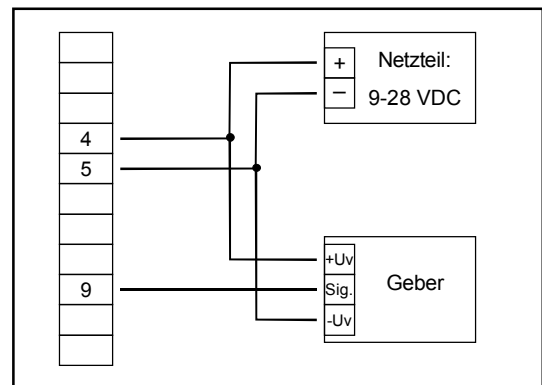 4
5
9
+
–
Netzteil:
9-28 VDC
+Uv
Sig.
-Uv
Geber